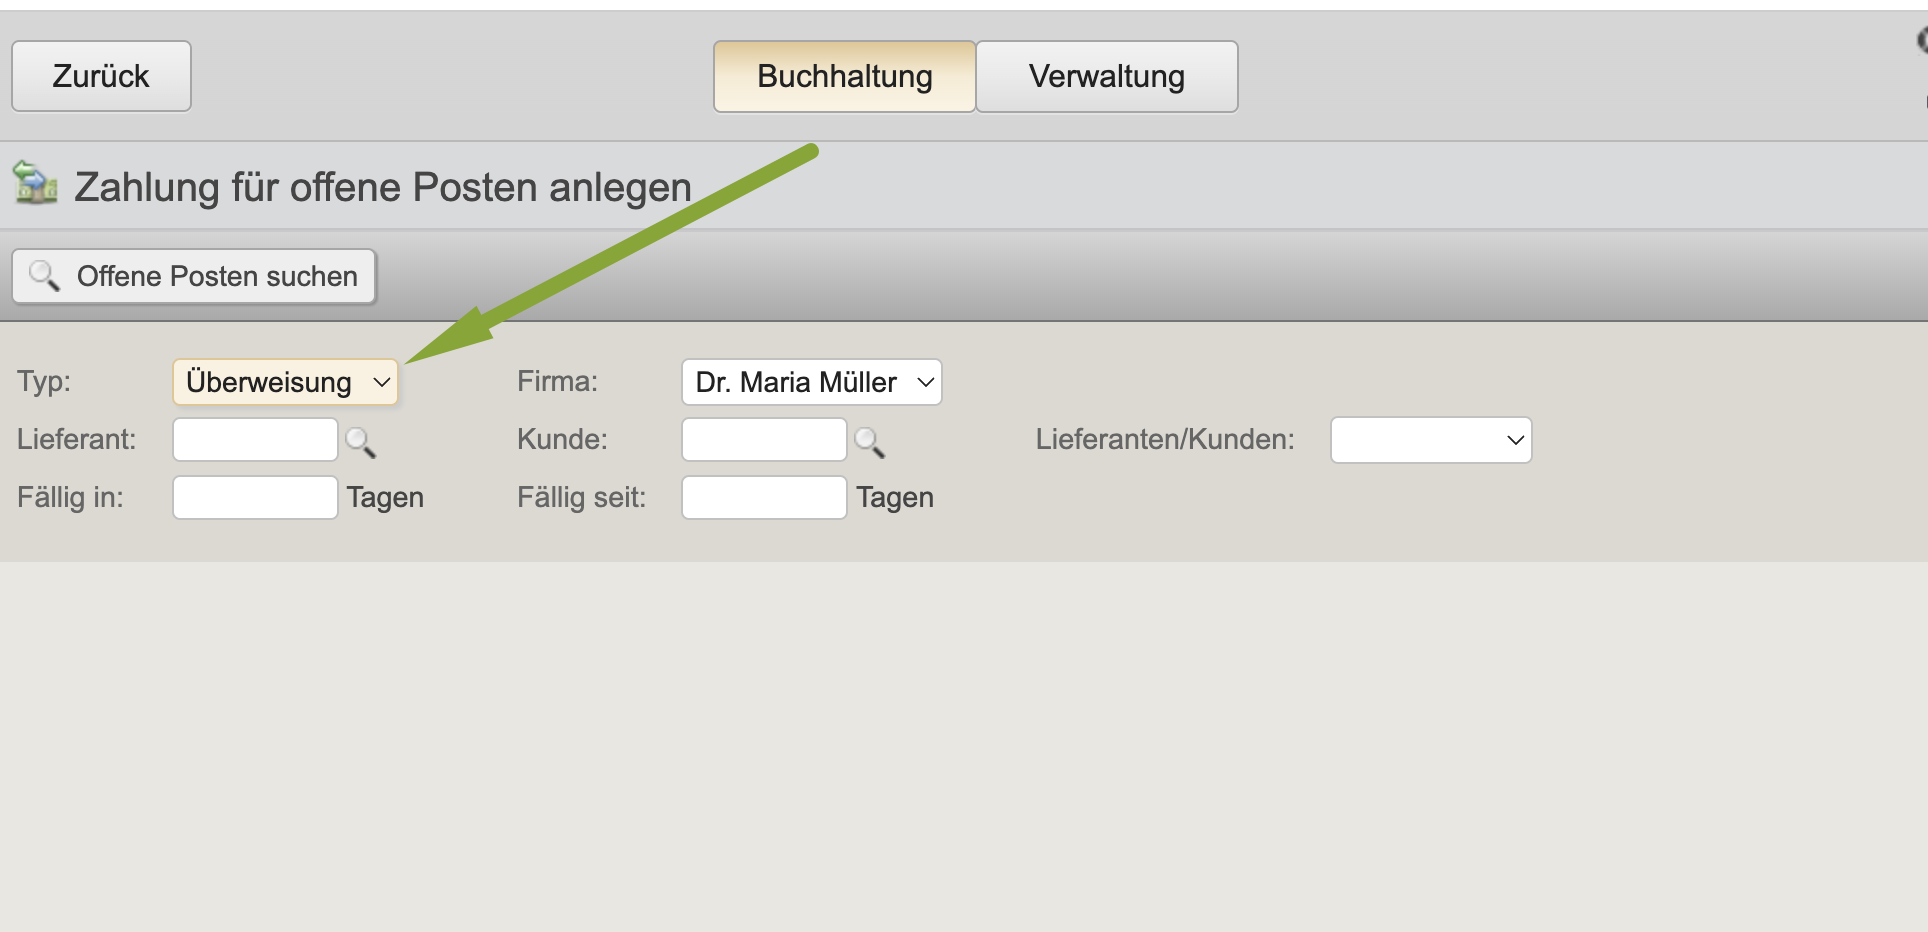 Zurück
Buchhaltung
Verwaltung
Zahlung für offene Posten anlegen
Offene Posten suchen
Typ: Überweisung Firma: Dr. Maria Müller
Lieferant: Kunde: Lieferanten/Kunden:
Fällig in: Tagen Fällig seit: Tagen